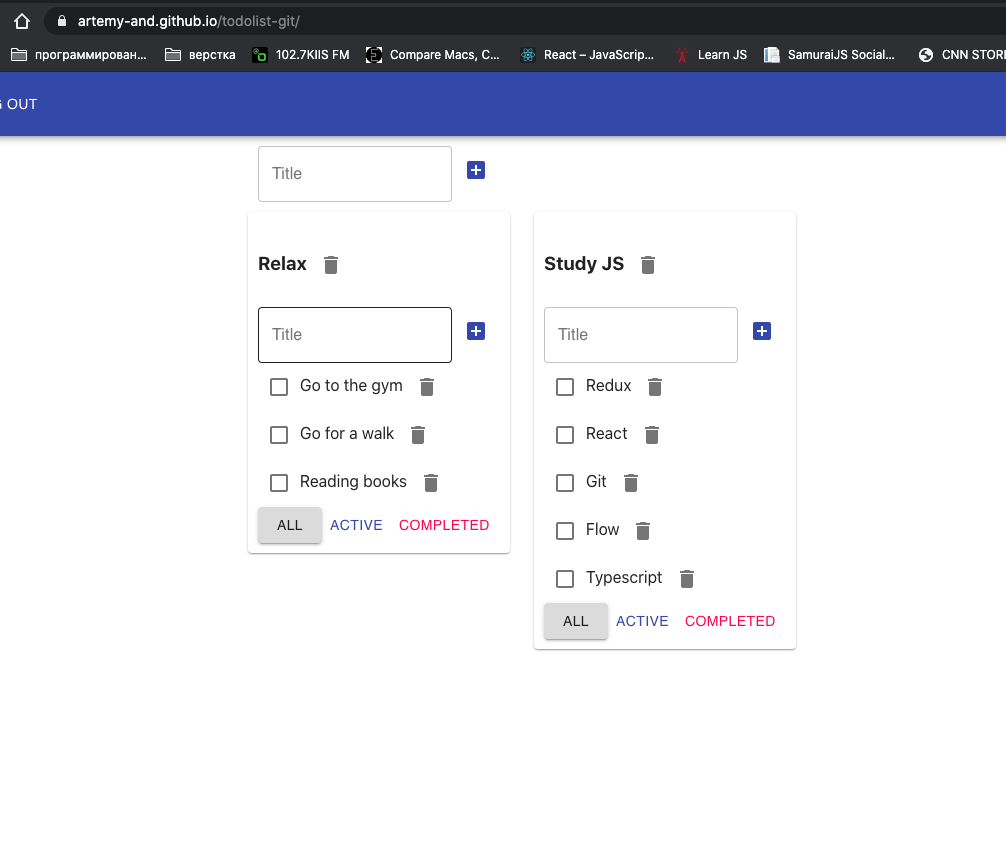 artemy-and.github.io/todolist-git/
программирован... верстка 102.7KIIS FM Compare Macs, C... React – JavaScrip... Learn JS SamuraiJS Social... CNN STOR
OUT
Title
Relax
Title
Go to the gym
Go for a walk
Reading books
ALL ACTIVE COMPLETED
Study JS
Title
Redux
React
Git
Flow
Typescript
ALL ACTIVE COMPLETED